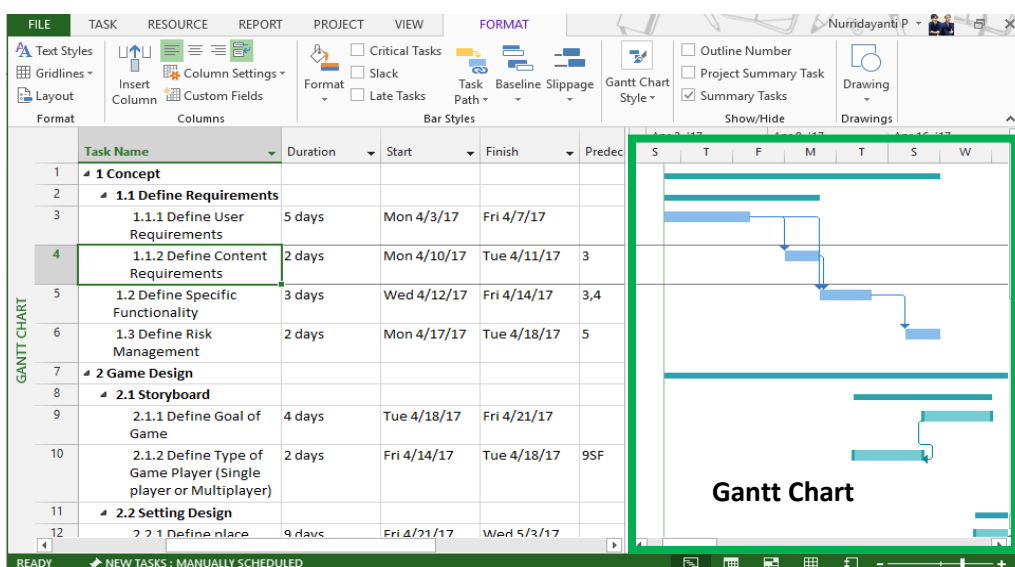 FILE TASK RESOURCE REPORT PROJECT VIEW FORMAT Nurridayanti P
Text Styles
Gridlines
Layout
Format
Insert Column
Column Settings
Custom Fields
Columns
Format
Critical Tasks
Slack
Late Tasks
Task Path
Baseline
Slippage
Bar Styles
Gantt Chart Style
Outline Number
Project Summary Task
Summary Tasks
Show/Hide
Drawing
Drawings
Task Name Duration Start Finish Predec S T F M T S W
1 1 Concept
2 1.1 Define Requirements
3 1.1.1 Define User 5 days Mon 4/3/17 Fri 4/7/17
Requirements
4 1.1.2 Define Content 2 days Mon 4/10/17 Tue 4/11/17 3
Requirements
5 1.2 Define Specific 3 days Wed 4/12/17 Fri 4/14/17 3,4
Functionality
6 1.3 Define Risk 2 days Mon 4/17/17 Tue 4/18/17 5
Management
7 2 Game Design
8 2.1 Storyboard
9 2.1.1 Define Goal of 4 days Tue 4/18/17 Fri 4/21/17
Game
10 2.1.2 Define Type of 2 days Fri 4/14/17 Tue 4/18/17 9SF
Game Player (Single
player or Multiplayer)
11 2.2 Setting Design
12 2.2.1 Define place 9 days Fri 4/21/17 Wed 5/3/17
GANTT CHART
Gantt Chart
READY NEW TASKS : MANUALLY SCHEDULED